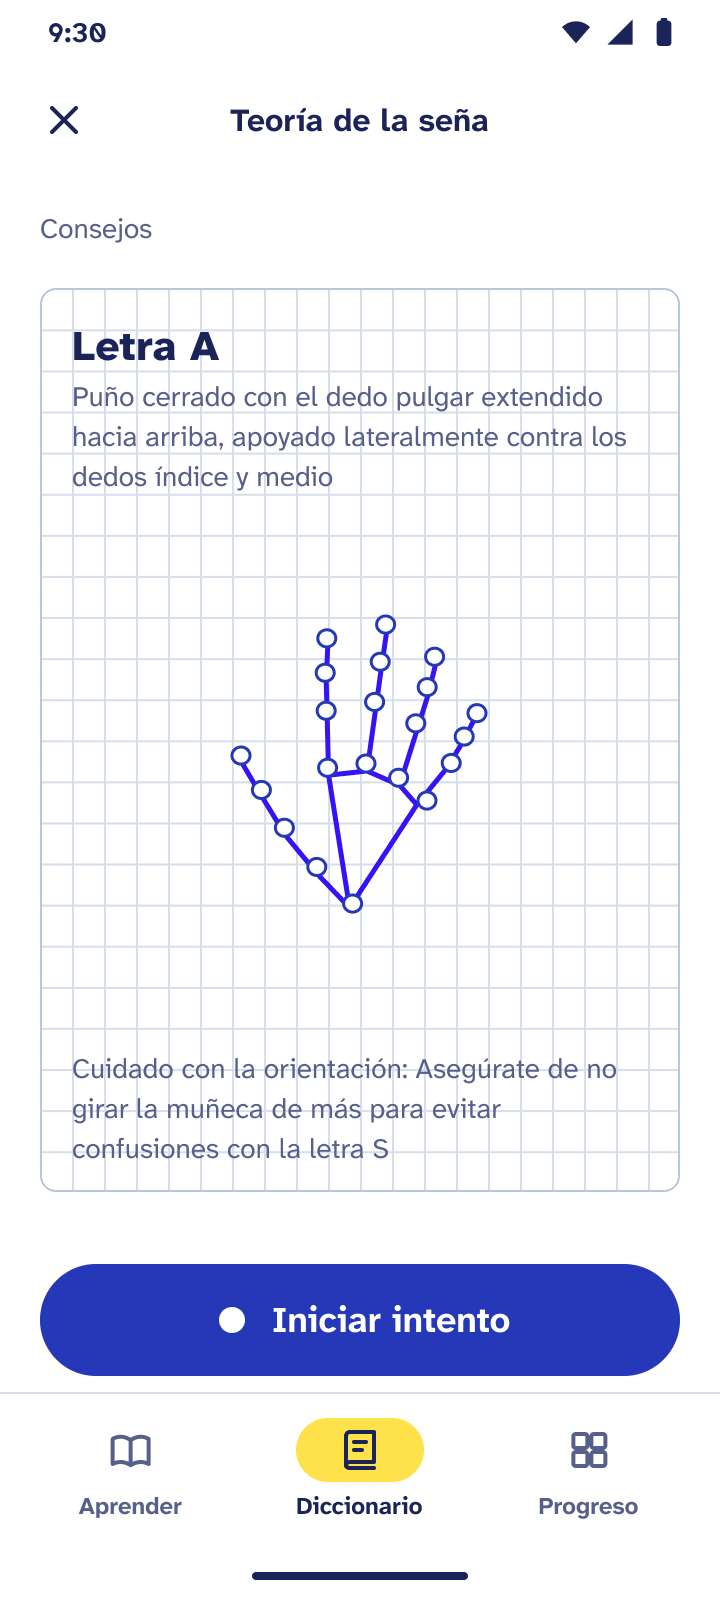 9:30
Teoría de la seña
Consejos
Letra A
Puño cerrado con el dedo pulgar extendido
hacia arriba, apoyado lateralmente contra los
dedos índice y medio
Cuidado con la orientación: Asegúrate de no
girar la muñeca de más para evitar
confusiones con la letra S
Iniciar intento
Aprender
Diccionario
Progreso